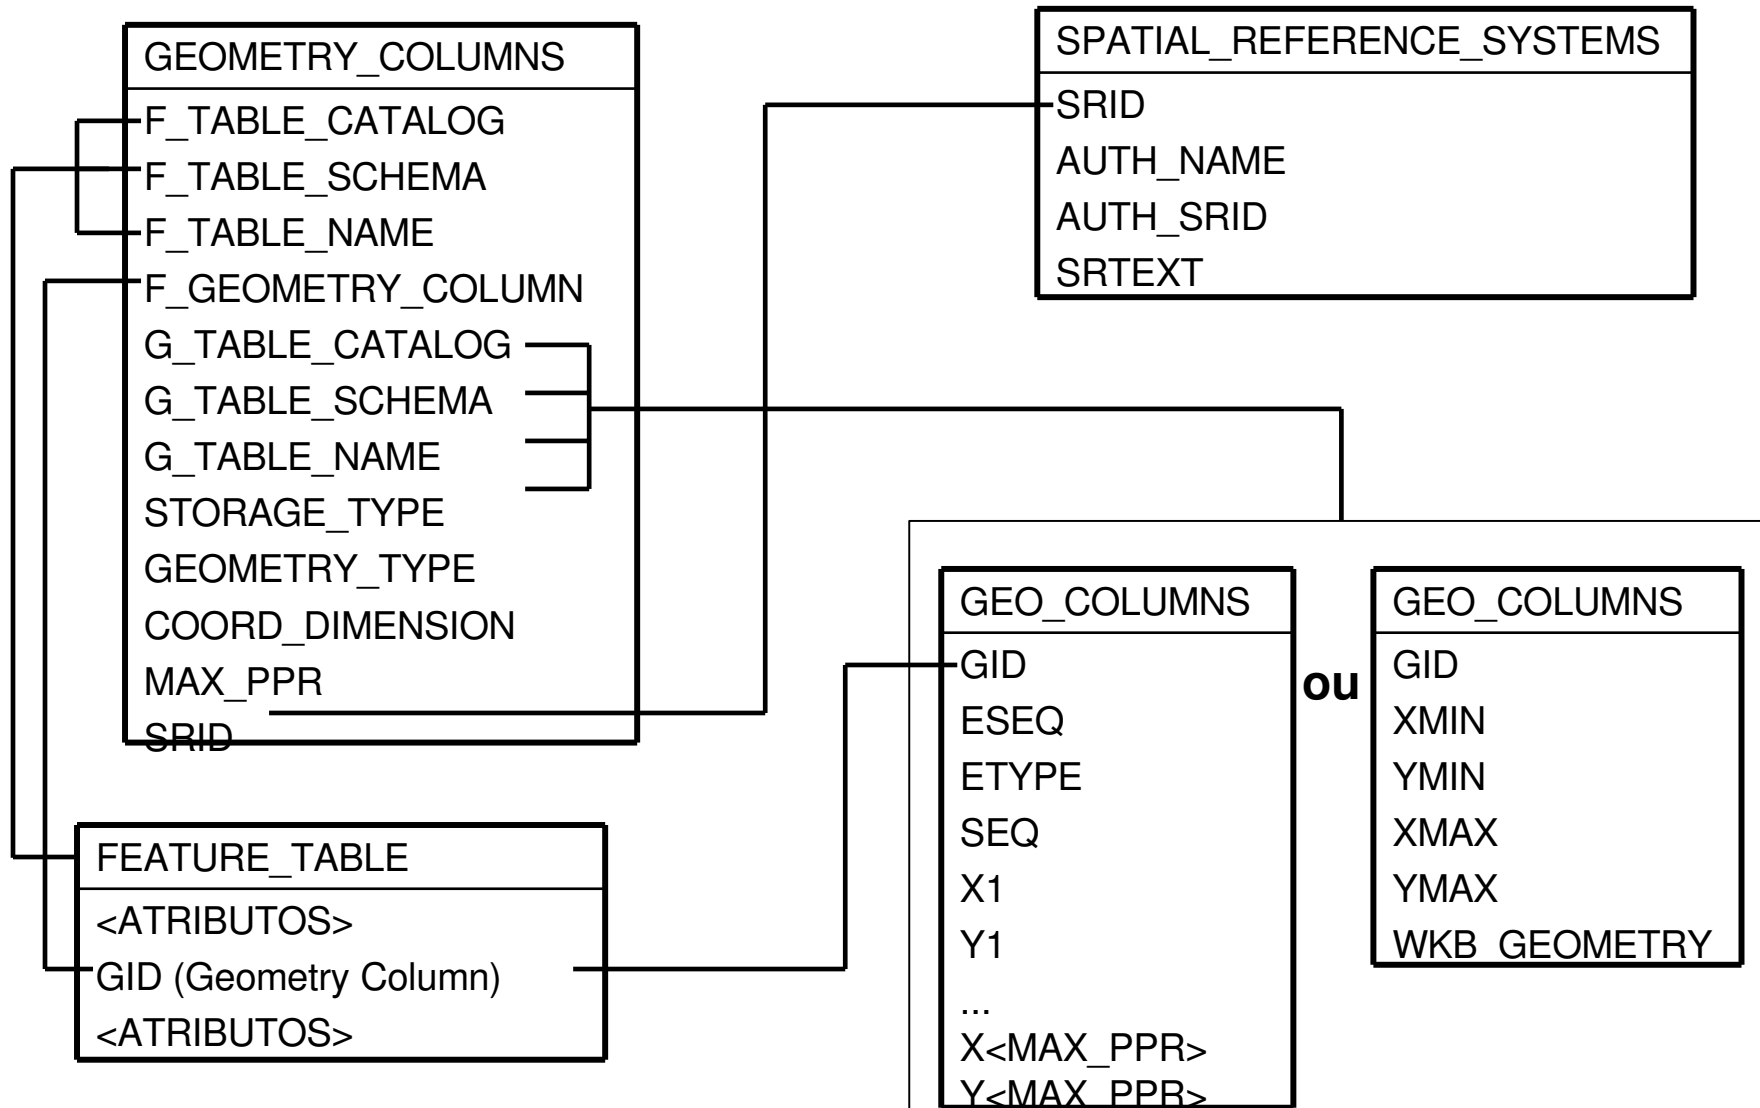 GEOMETRY_COLUMNS
F_TABLE_CATALOG
F_TABLE_SCHEMA
F_TABLE_NAME
F_GEOMETRY_COLUMN
G_TABLE_CATALOG
G_TABLE_SCHEMA
G_TABLE_NAME
STORAGE_TYPE
GEOMETRY_TYPE
COORD_DIMENSION
MAX_PPR
SRID
SPATIAL_REFERENCE_SYSTEMS
SRID
AUTH_NAME
AUTH_SRID
SRTEXT
FEATURE_TABLE
<ATRIBUTOS>
GID (Geometry Column)
<ATRIBUTOS>
GEO_COLUMNS
GID
ESEQ
ETYPE
SEQ
X1
Y1
...
X<MAX_PPR>
Y<MAX_PPR>
ou
GEO_COLUMNS
GID
XMIN
YMIN
XMAX
YMAX
WKB_GEOMETRY